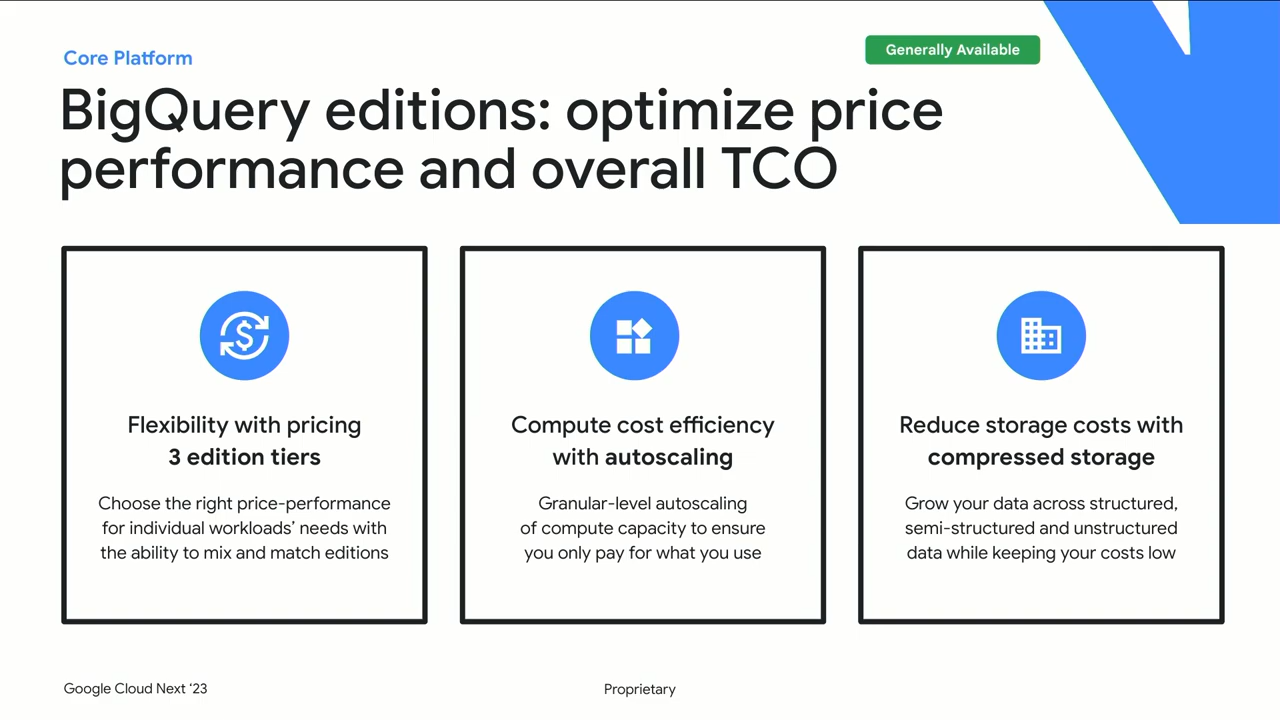 Core Platform
Generally Available
BigQuery editions: optimize price
performance and overall TCO
Flexibility with pricing
3 edition tiers
Choose the right price-performance
for individual workloads’ needs with
the ability to mix and match editions
Compute cost efficiency
with autoscaling
Granular-level autoscaling
of compute capacity to ensure
you only pay for what you use
Reduce storage costs with
compressed storage
Grow your data across structured,
semi-structured and unstructured
data while keeping your costs low
Google Cloud Next ‘23
Proprietary